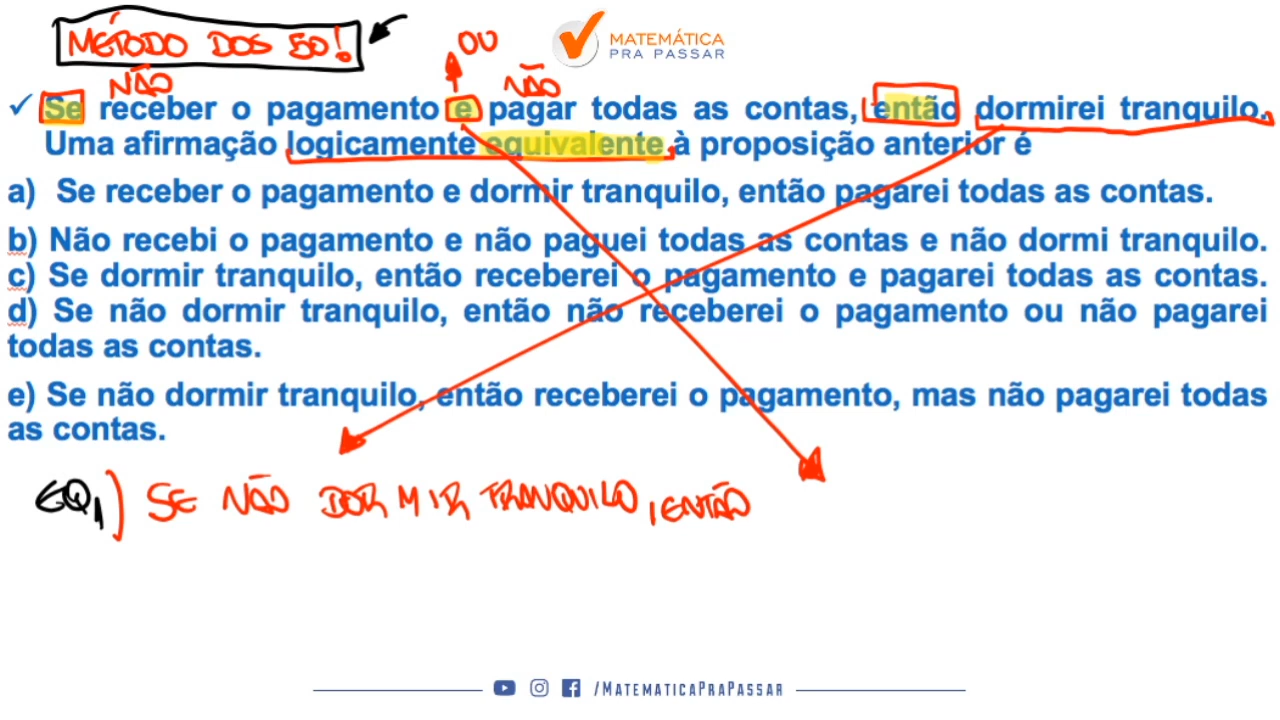 MÉTODO DOS 50!
OU
MATEMÁTICA
PRA PASSAR
NÃO
NÃO
✓ Se receber o pagamento e pagar todas as contas, então dormirei tranquilo.
Uma afirmação logicamente equivalente à proposição anterior é
a) Se receber o pagamento e dormir tranquilo, então pagarei todas as contas.
b) Não recebi o pagamento e não paguei todas as contas e não dormi tranquilo.
c) Se dormir tranquilo, então receberei o pagamento e pagarei todas as contas.
d) Se não dormir tranquilo, então não receberei o pagamento ou não pagarei
todas as contas.
e) Se não dormir tranquilo, então receberei o pagamento, mas não pagarei todas
as contas.
EQ1) SE NÃO DORMIR TRANQUILO, ENTÃO
/MATEMATICAPRAPASSAR